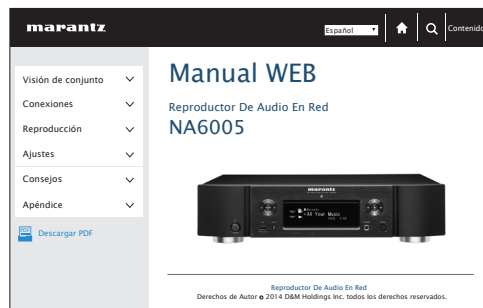 marantz
Español
Contenido
Visión de conjunto
Conexiones
Reproducción
Ajustes
Consejos
Apéndice
Descargar PDF
Manual WEB
Reproductor De Audio En Red
NA6005
marantz
All Your Music
Reproductor De Audio En Red
Derechos de Autor © 2014 D&M Holdings Inc. todos los derechos reservados.